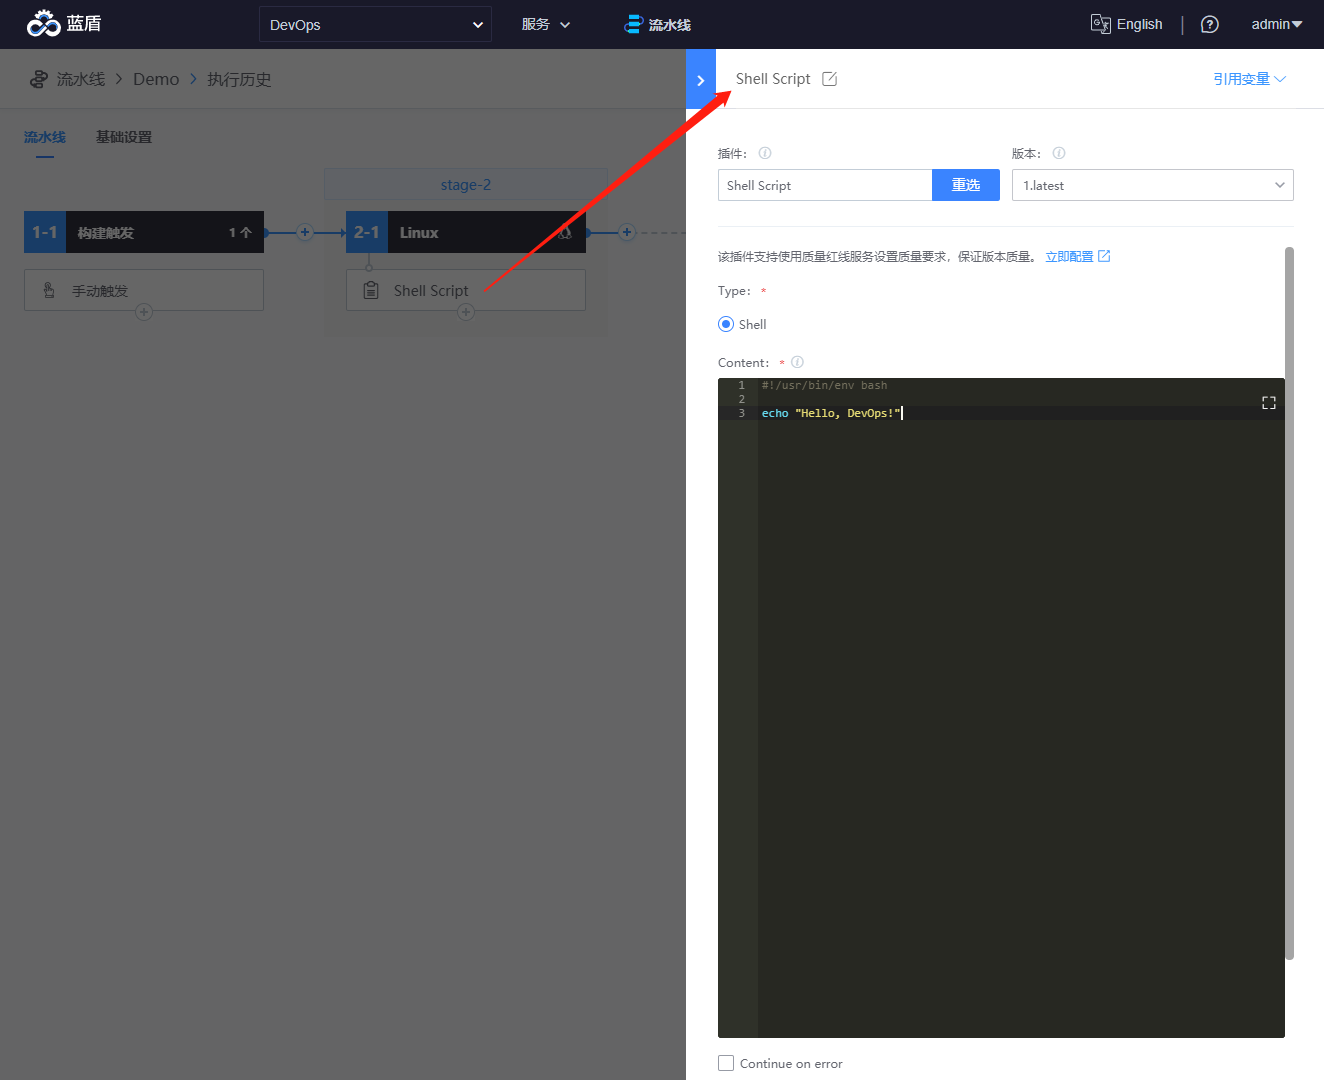 蓝盾
DevOps
服务
流水线
English
admin
流水线
Demo
执行历史
Shell Script
引用变量
流水线
基础设置
stage-2
1-1
构建触发
1 个
2-1
Linux
手动触发
Shell Script
插件：
版本：
Shell Script
重选
1.latest
该插件支持使用质量红线服务设置质量要求，保证版本质量。 立即配置
Type： *
Shell
Content： *
1 #!/usr/bin/env bash
2
3 echo "Hello, DevOps!"
Continue on error